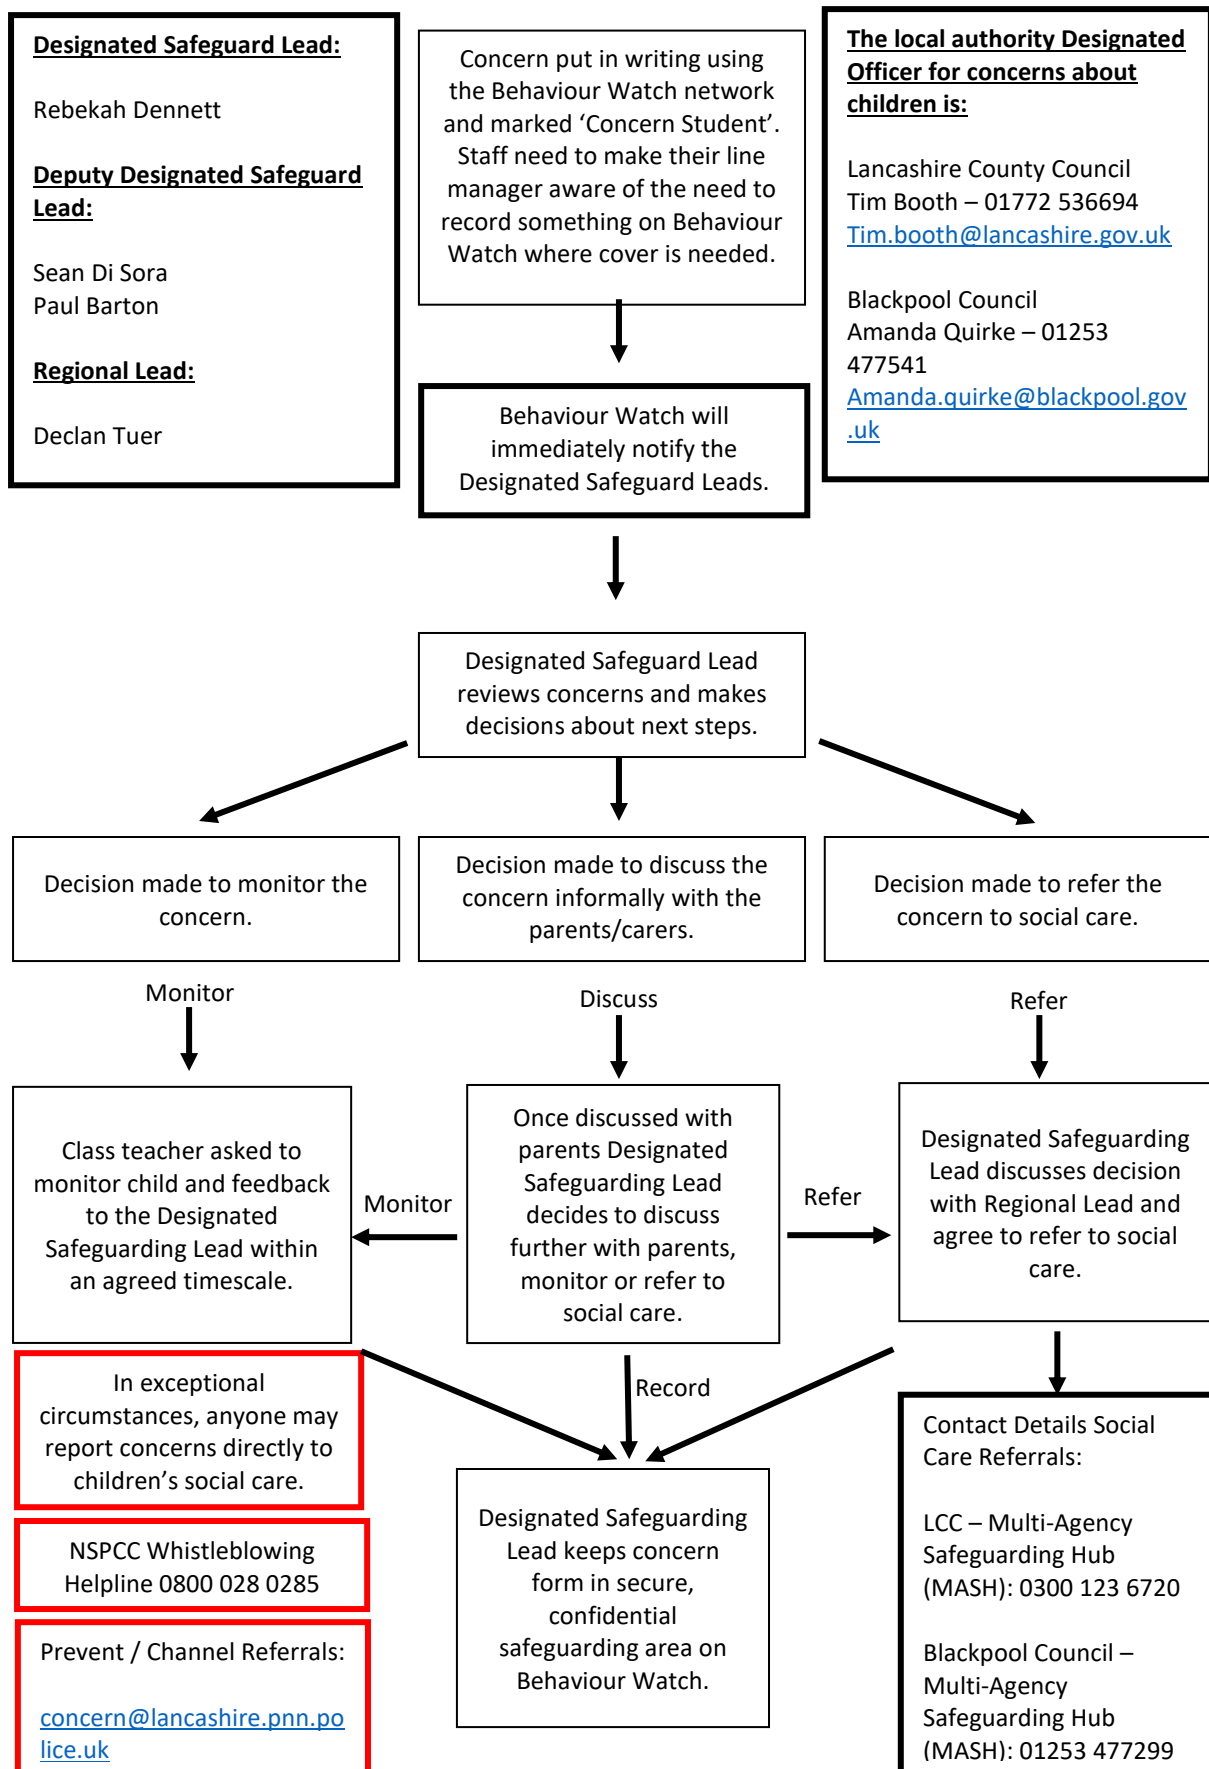 Designated Safeguard Lead:
Rebekah Dennett
Deputy Designated Safeguard
Lead:
Sean Di Sora
Paul Barton
Regional Lead:
Declan Tuer
Concern put in writing using
the Behaviour Watch network
and marked ‘Concern Student’.
Staff need to make their line
manager aware of the need to
record something on Behaviour
Watch where cover is needed.
The local authority Designated
Officer for concerns about
children is:
Lancashire County Council
Tim Booth – 01772 536694
Tim.booth@lancashire.gov.uk
Blackpool Council
Amanda Quirke – 01253
477541
Amanda.quirke@blackpool.gov
.uk
Behaviour Watch will
immediately notify the
Designated Safeguard Leads.
Designated Safeguard Lead
reviews concerns and makes
decisions about next steps.
Decision made to monitor the
concern.
Decision made to discuss the
concern informally with the
parents/carers.
Decision made to refer the
concern to social care.
Monitor
Discuss
Refer
Class teacher asked to
monitor child and feedback
to the Designated
Safeguarding Lead within
an agreed timescale.
Monitor
Once discussed with
parents Designated
Safeguarding Lead
decides to discuss
further with parents,
monitor or refer to
social care.
Refer
Designated Safeguarding
Lead discusses decision
with Regional Lead and
agree to refer to social
care.
In exceptional
circumstances, anyone may
report concerns directly to
children’s social care.
Record
NSPCC Whistleblowing
Helpline 0800 028 0285
Prevent / Channel Referrals:
concern@lancashire.pnn.po
lice.uk
Designated Safeguarding
Lead keeps concern
form in secure,
confidential
safeguarding area on
Behaviour Watch.
Contact Details Social
Care Referrals:
LCC – Multi-Agency
Safeguarding Hub
(MASH): 0300 123 6720
Blackpool Council –
Multi-Agency
Safeguarding Hub
(MASH): 01253 477299